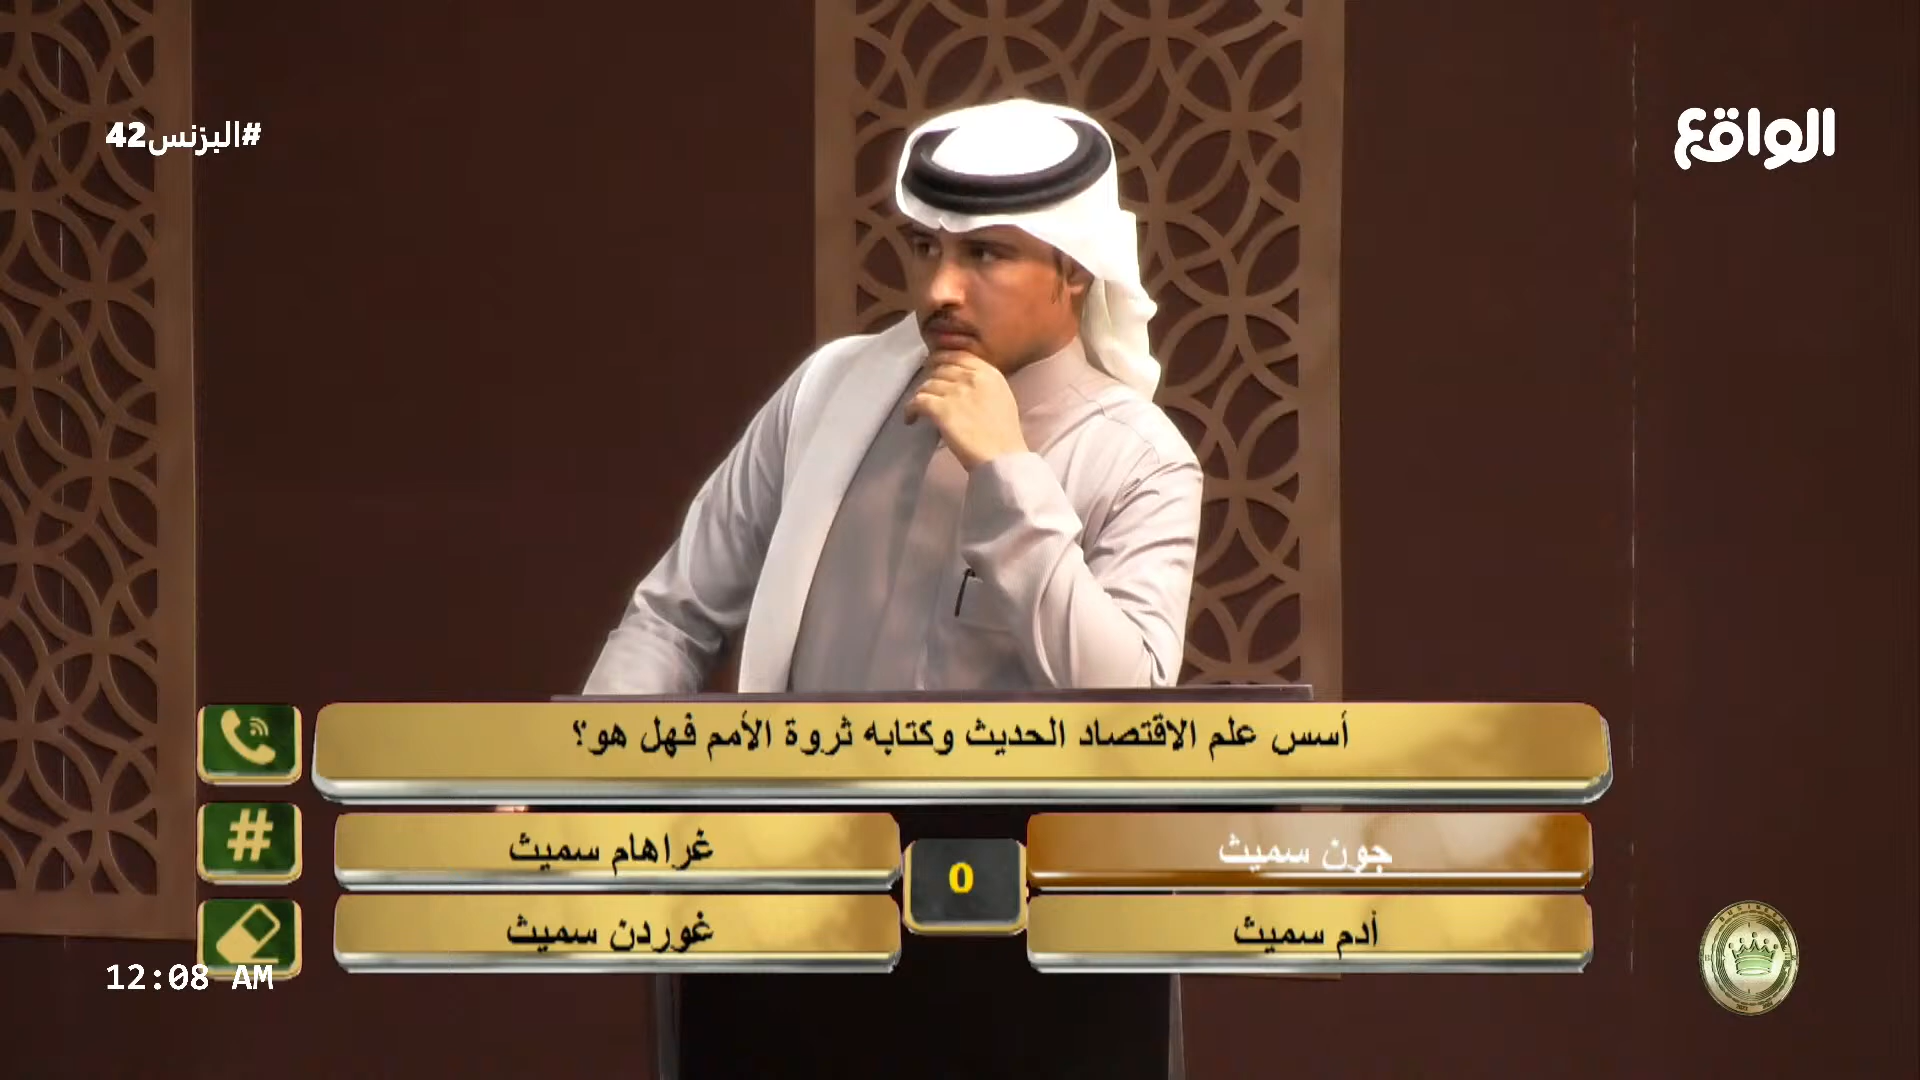 #البزنس42
الواقع
أسس علم الاقتصاد الحديث وكتابه ثروة الأمم فهل هو؟
جون سميث
غراهام سميث
0
أدم سميث
غوردن سميث
#
12:08 AM